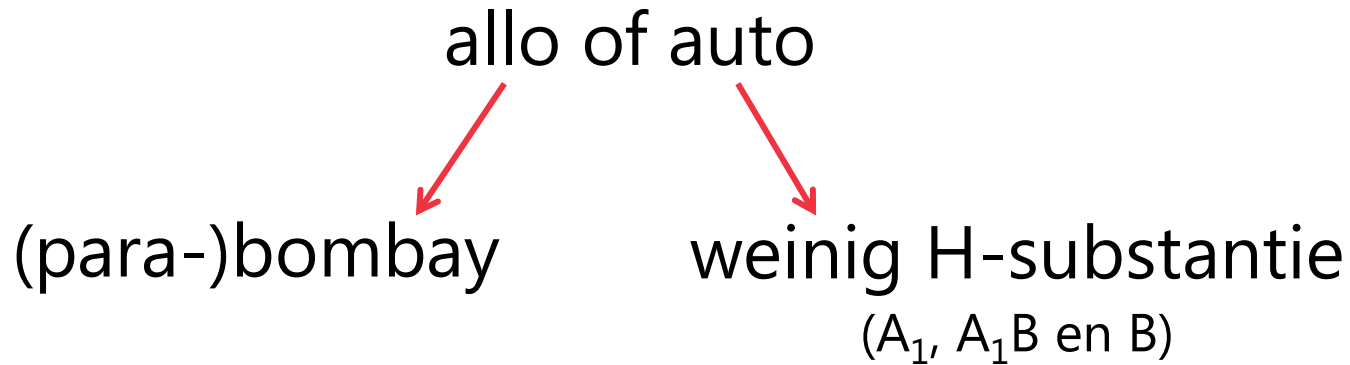 allo of auto
(para-)bombay
weinig H-substantie
(A₁, A₁B en B)